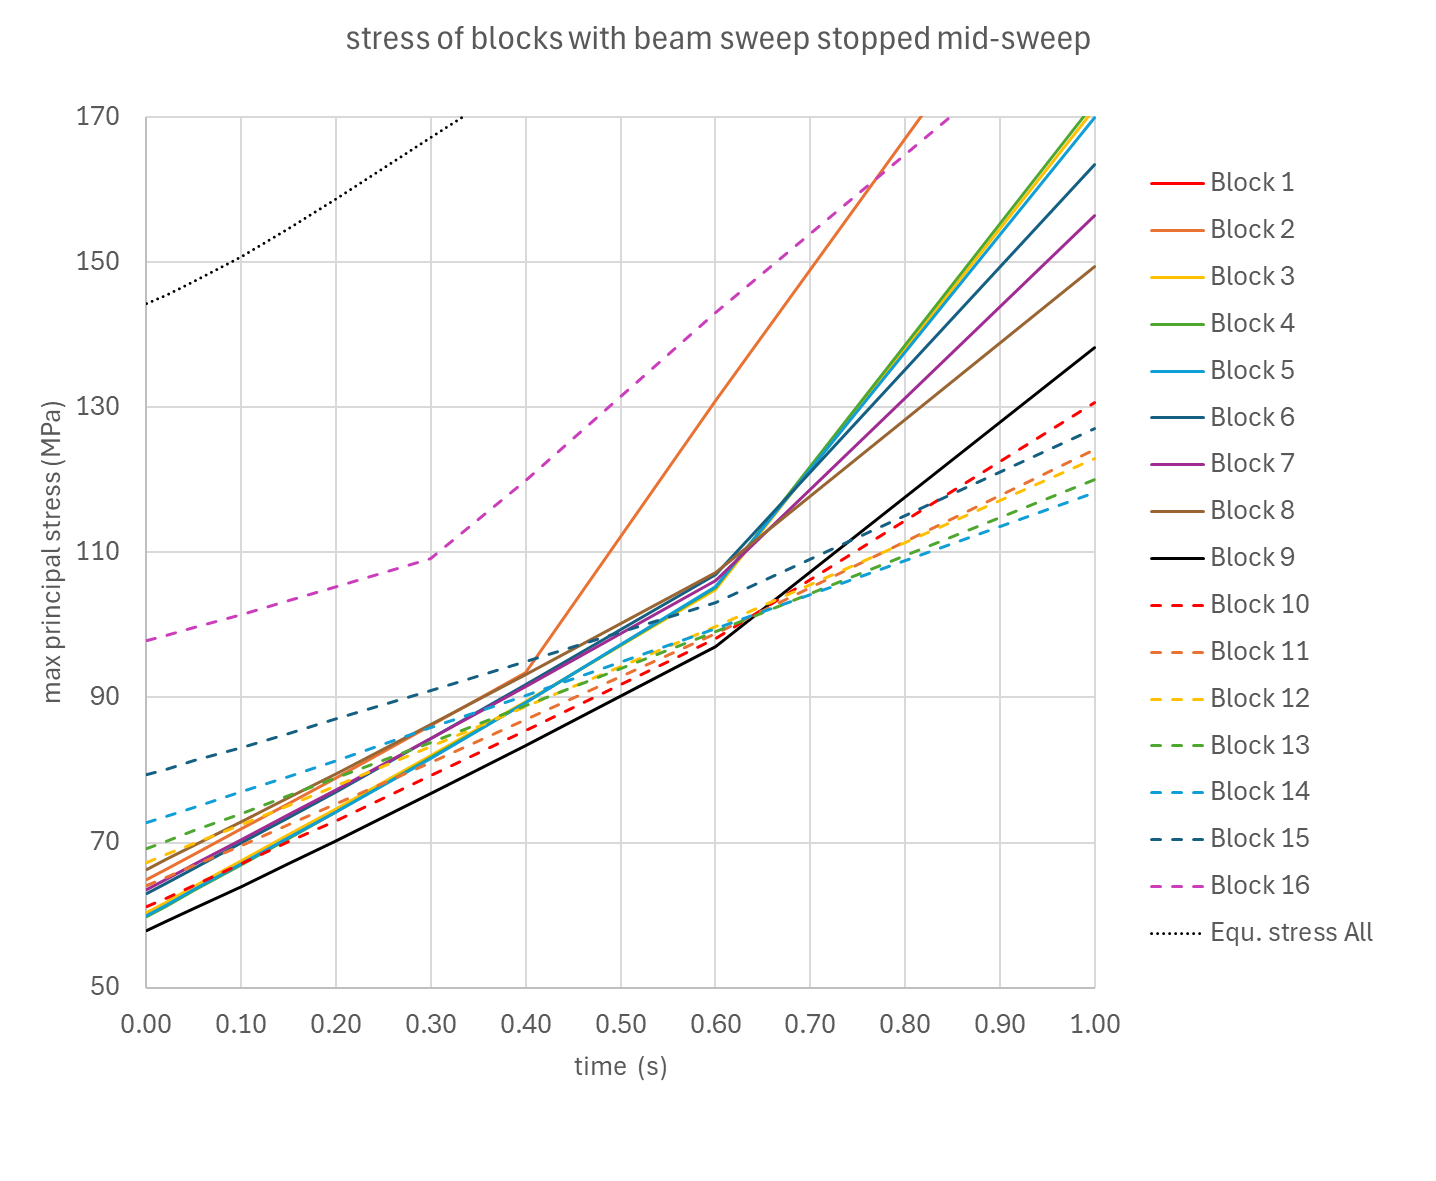 stress of blocks with beam sweep stopped mid-sweep
170
150
130
110
90
70
50
max principal stress (MPa)
0.00 0.10 0.20 0.30 0.40 0.50 0.60 0.70 0.80 0.90 1.00
time (s)
Block 1
Block 2
Block 3
Block 4
Block 5
Block 6
Block 7
Block 8
Block 9
Block 10
Block 11
Block 12
Block 13
Block 14
Block 15
Block 16
Equ. stress All